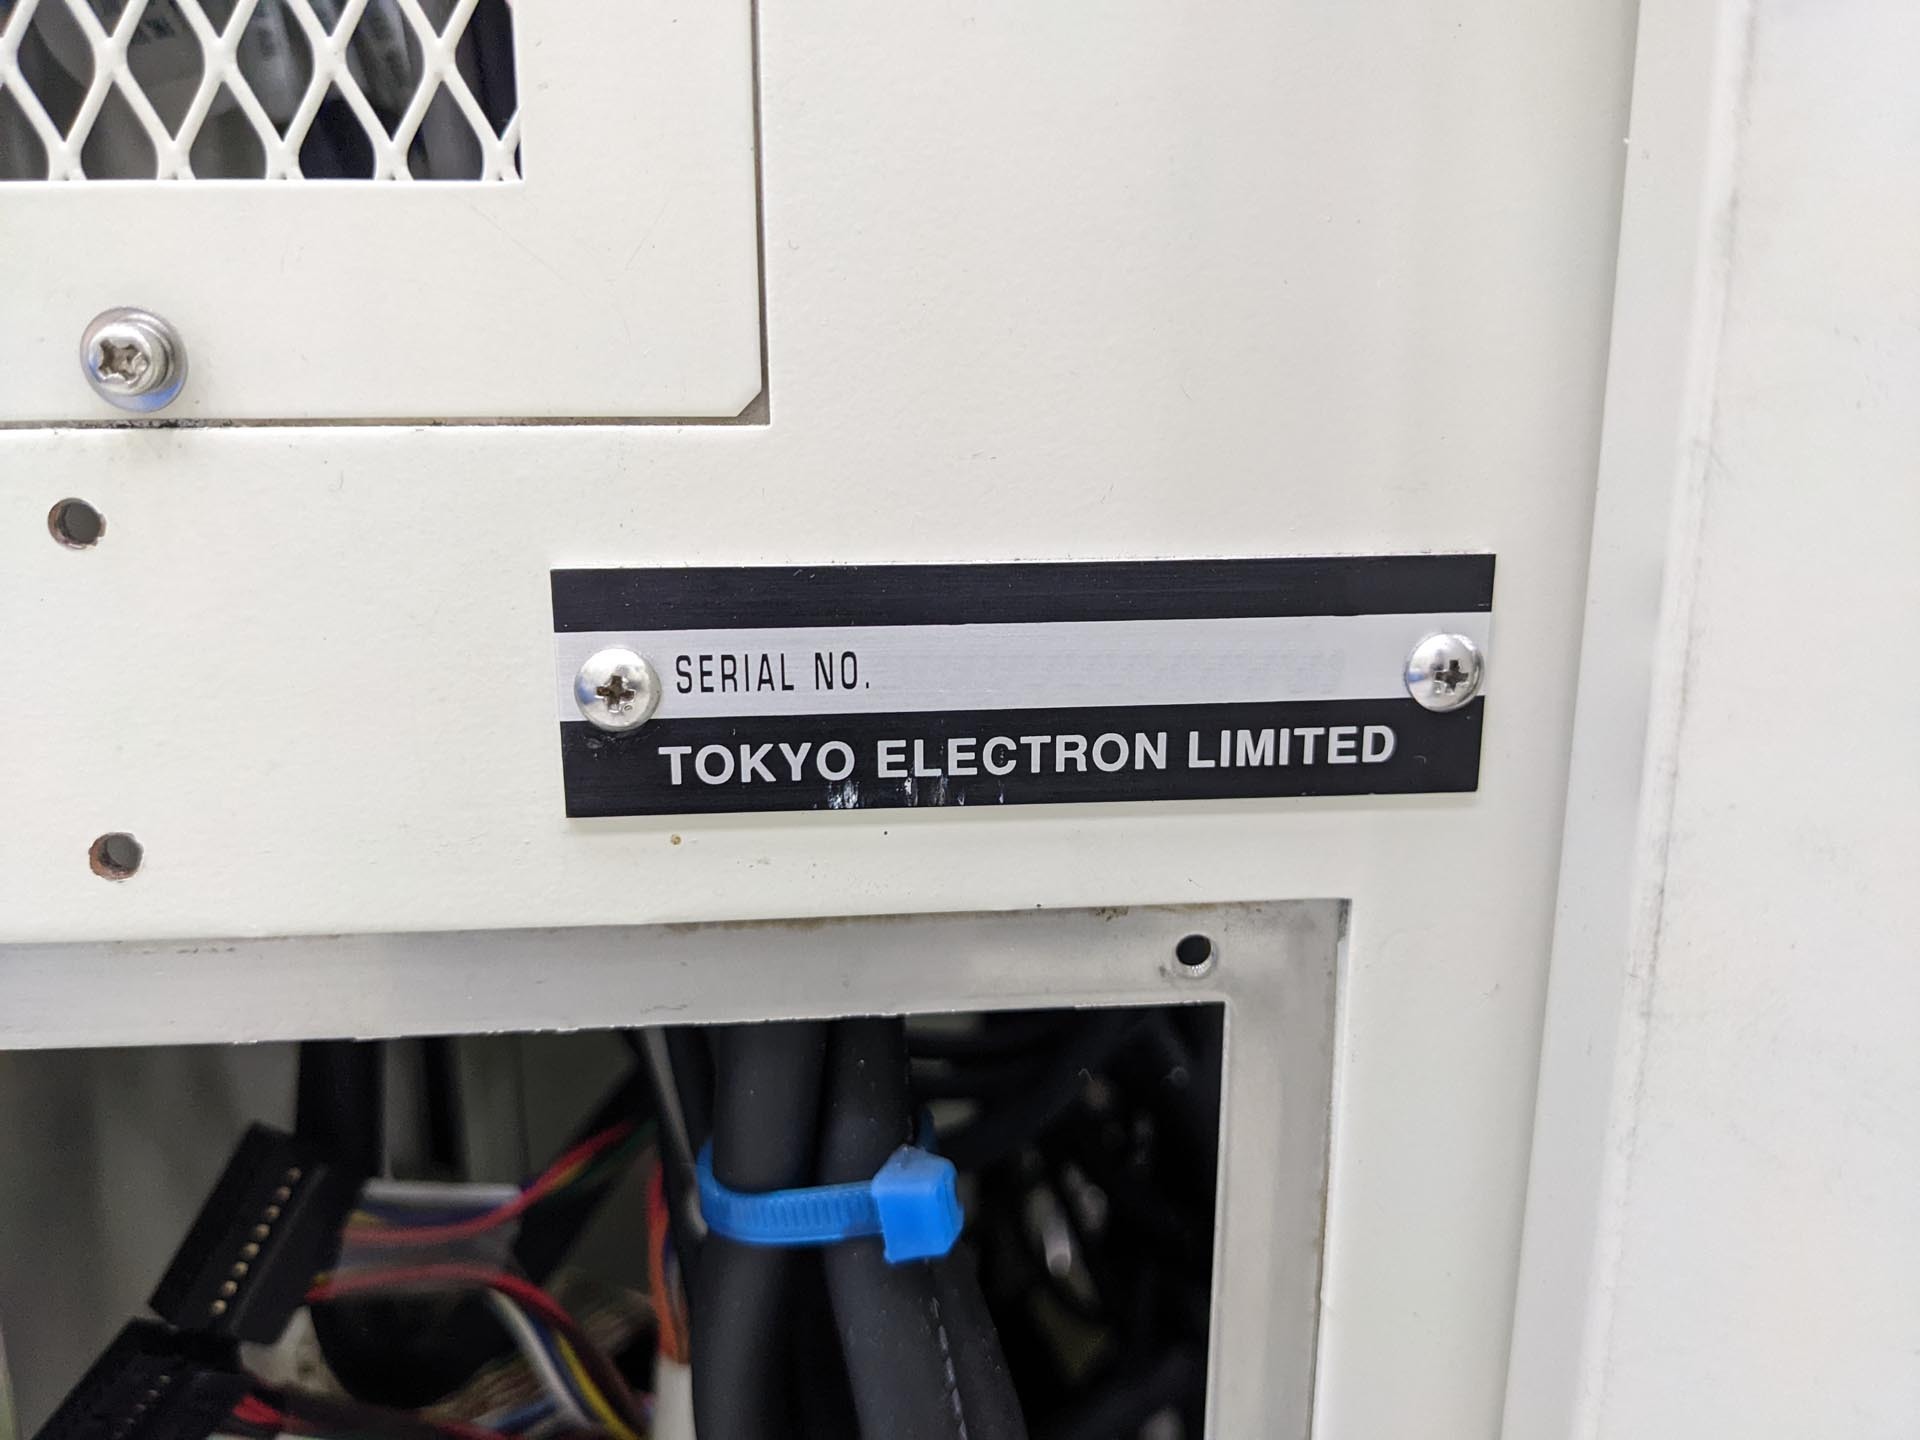 SERIAL NO.
TOKYO ELECTRON LIMITED